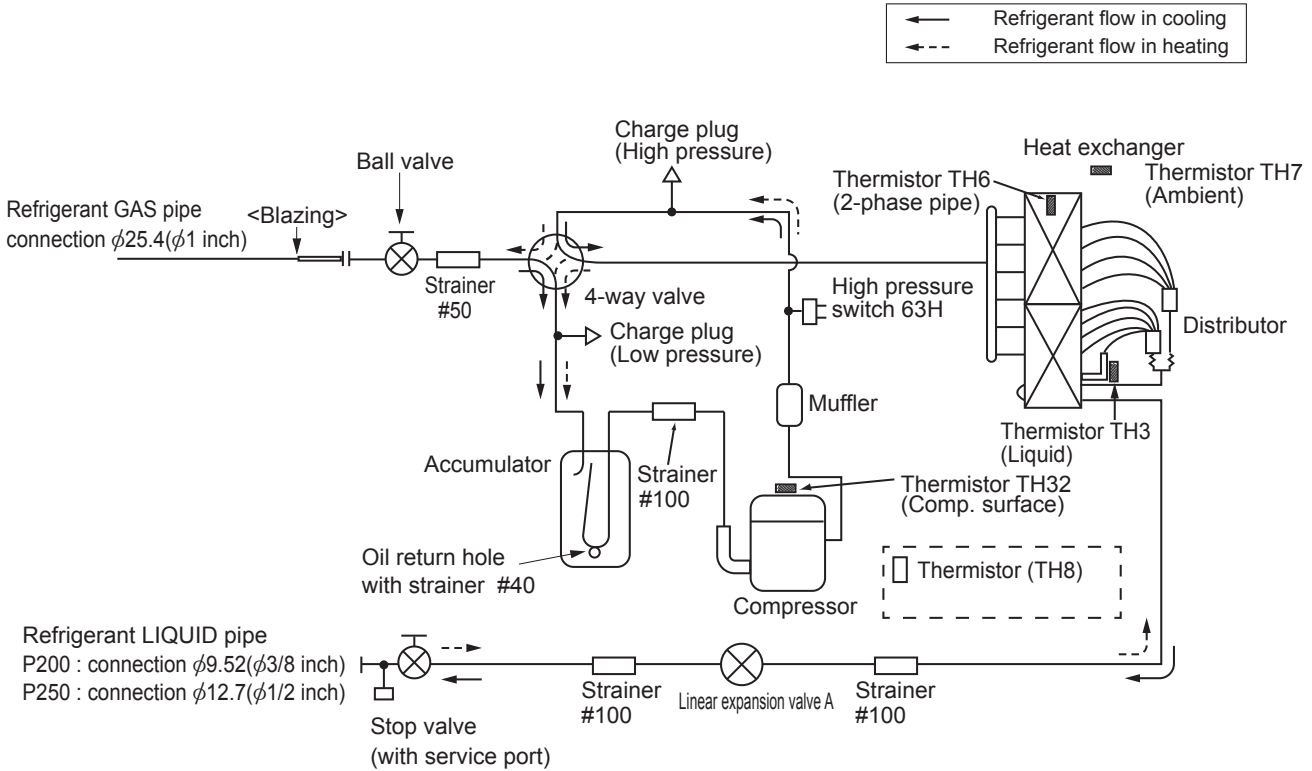 Refrigerant flow in cooling
Refrigerant flow in heating
Charge plug
(High pressure)
Heat exchanger
Ball valve
Thermistor TH6
(2-phase pipe)
Thermistor TH7
(Ambient)
Refrigerant GAS pipe
connection ϕ25.4(ϕ1 inch)
<Blazing>
Strainer
#50
4-way valve
High pressure
switch 63H
Distributor
Charge plug
(Low pressure)
Muffler
Thermistor TH3
(Liquid)
Accumulator
Strainer
#100
Thermistor TH32
(Comp. surface)
Oil return hole
with strainer #40
Thermistor (TH8)
Compressor
Refrigerant LIQUID pipe
P200 : connection ϕ9.52(ϕ3/8 inch)
P250 : connection ϕ12.7(ϕ1/2 inch)
Strainer
#100
Linear expansion valve A
Strainer
#100
Stop valve
(with service port)